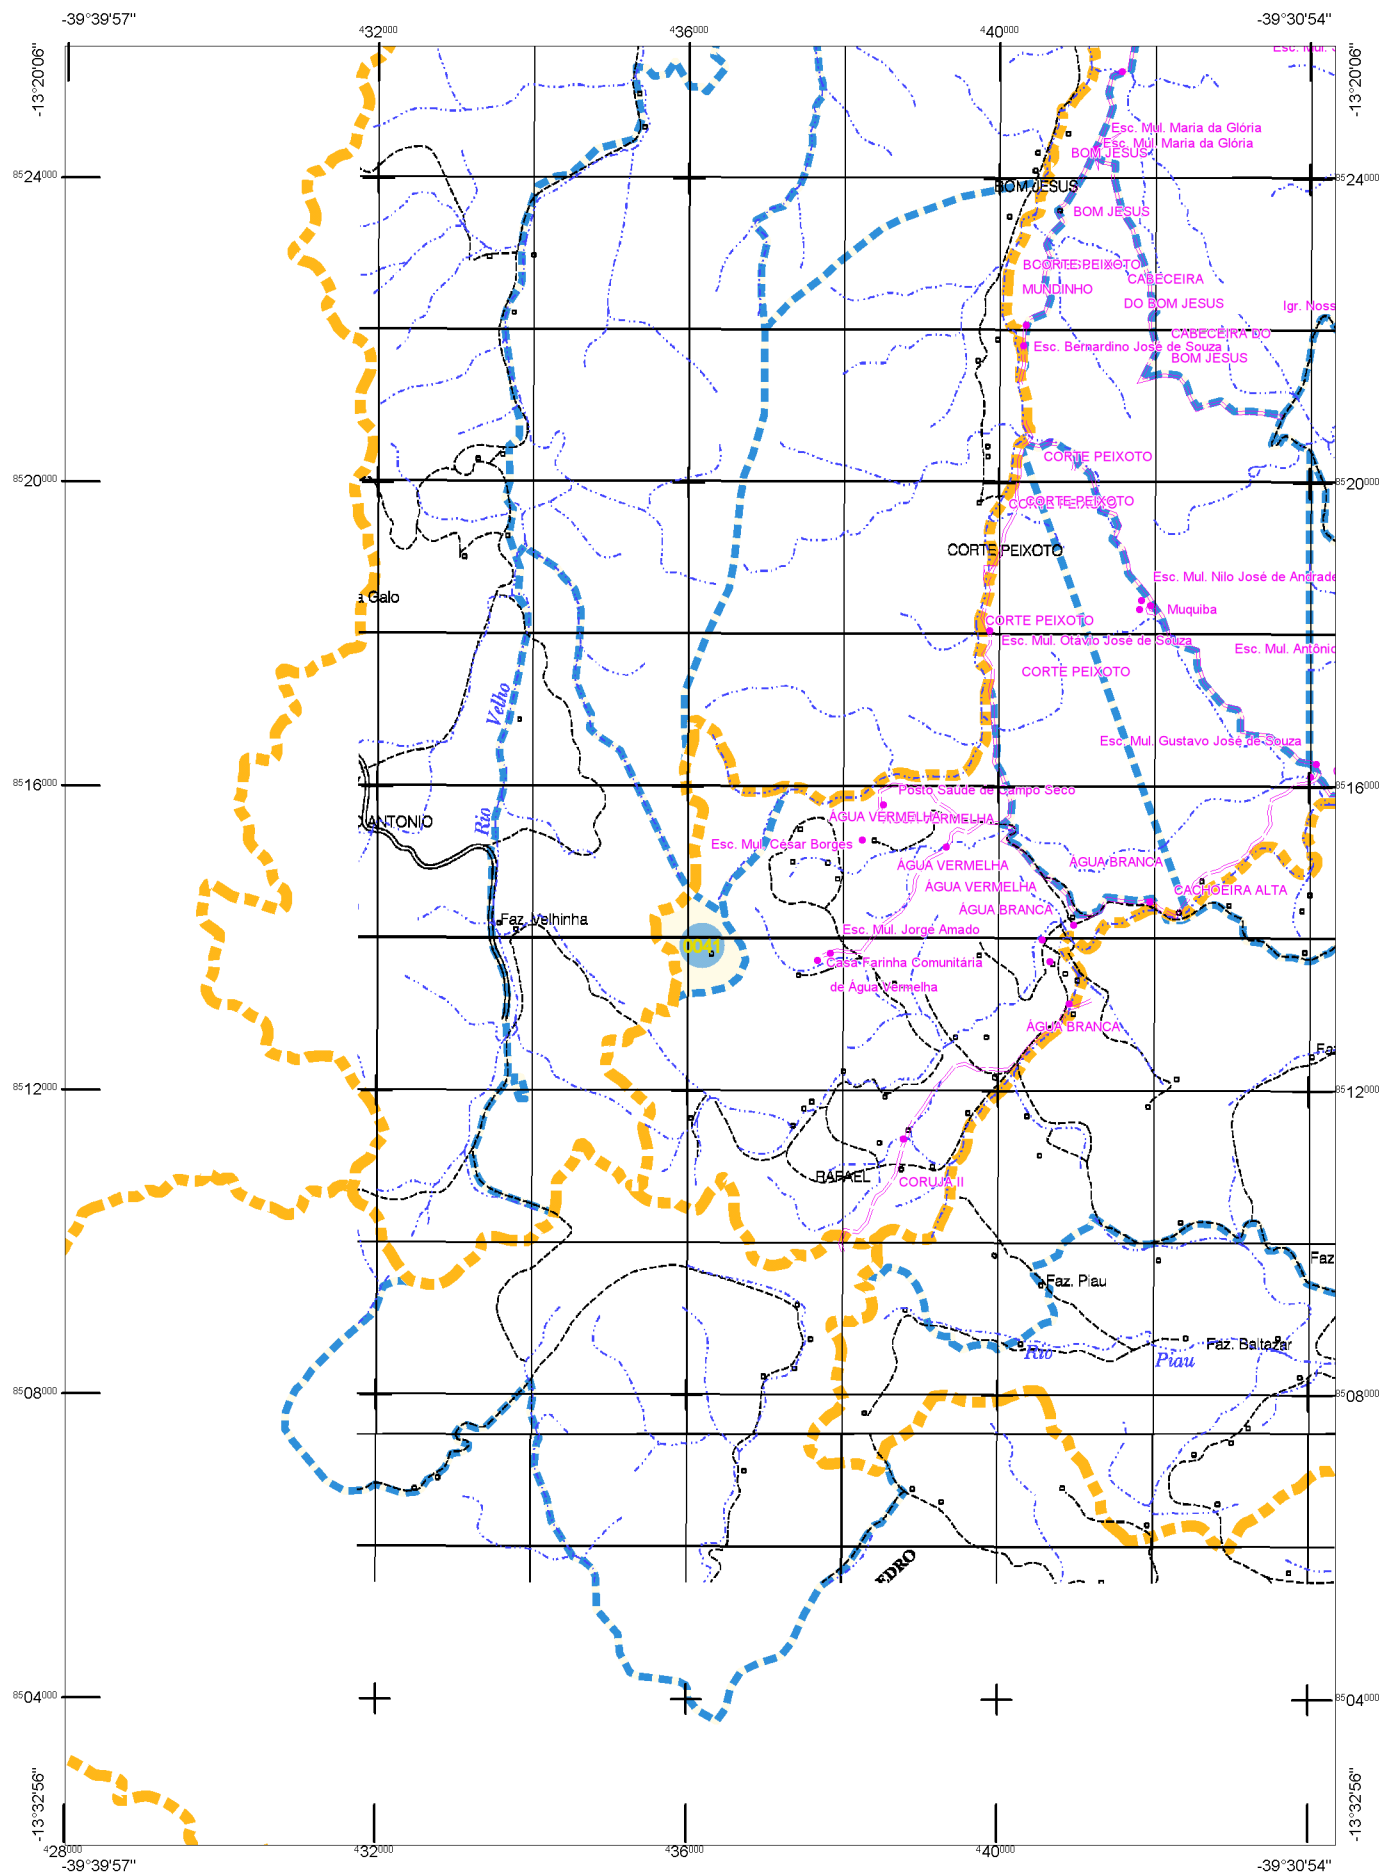 -39°39'57"
-39°30'54"
432000
436000
440000
-13°20'06"
-13°20'06"
Esc. Mul. Maria da Glória
Esc. Mul. Maria da Glória
BOM JESUS
8524000
8524000
BOM JESUS
BOM JESUS
CORTE PEIXOTO
CABECEIRA
MUNDINHO
DO BOM JESUS
Igr. Noss
CABECEIRA DO
Esc. Bernardino José de Souza
BOM JESUS
CORTE PEIXOTO
8520000
8520000
CORTE PEIXOTO
CORTE PEIXOTO
CORTE PEIXOTO
Esc. Mul. Nilo José de Andrade
a Galo
Muquiba
CORTE PEIXOTO
Esc. Mul. Otávio José de Souza
Esc. Mul. Antônio
CORTE PEIXOTO
Velho
Esc. Mul. Gustavo José de Souza
8516000
8516000
Posto Saúde de Campo Seco
ANTONIO
Rio
ÁGUA VERMELHA
VERMELHA
Esc. Mul. César Borges
ÁGUA VERMELHA
ÁGUA BRANCA
ÁGUA VERMELHA
CACHOEIRA ALTA
ÁGUA BRANCA
Faz. Velhinha
Esc. Mul. Jorge Amado
0041
Casa Farinha Comunitária
de Água Vermelha
ÁGUA BRANCA
Faz
8512000
8512000
RAFAEL
CORUJA II
Faz
Faz. Piau
Faz. Baltazar
Rio
Piau
8508000
8508000
EDRO
8504000
8504000
-13°32'56"
-13°32'56"
428000
432000
436000
440000
-39°39'57"
-39°30'54"